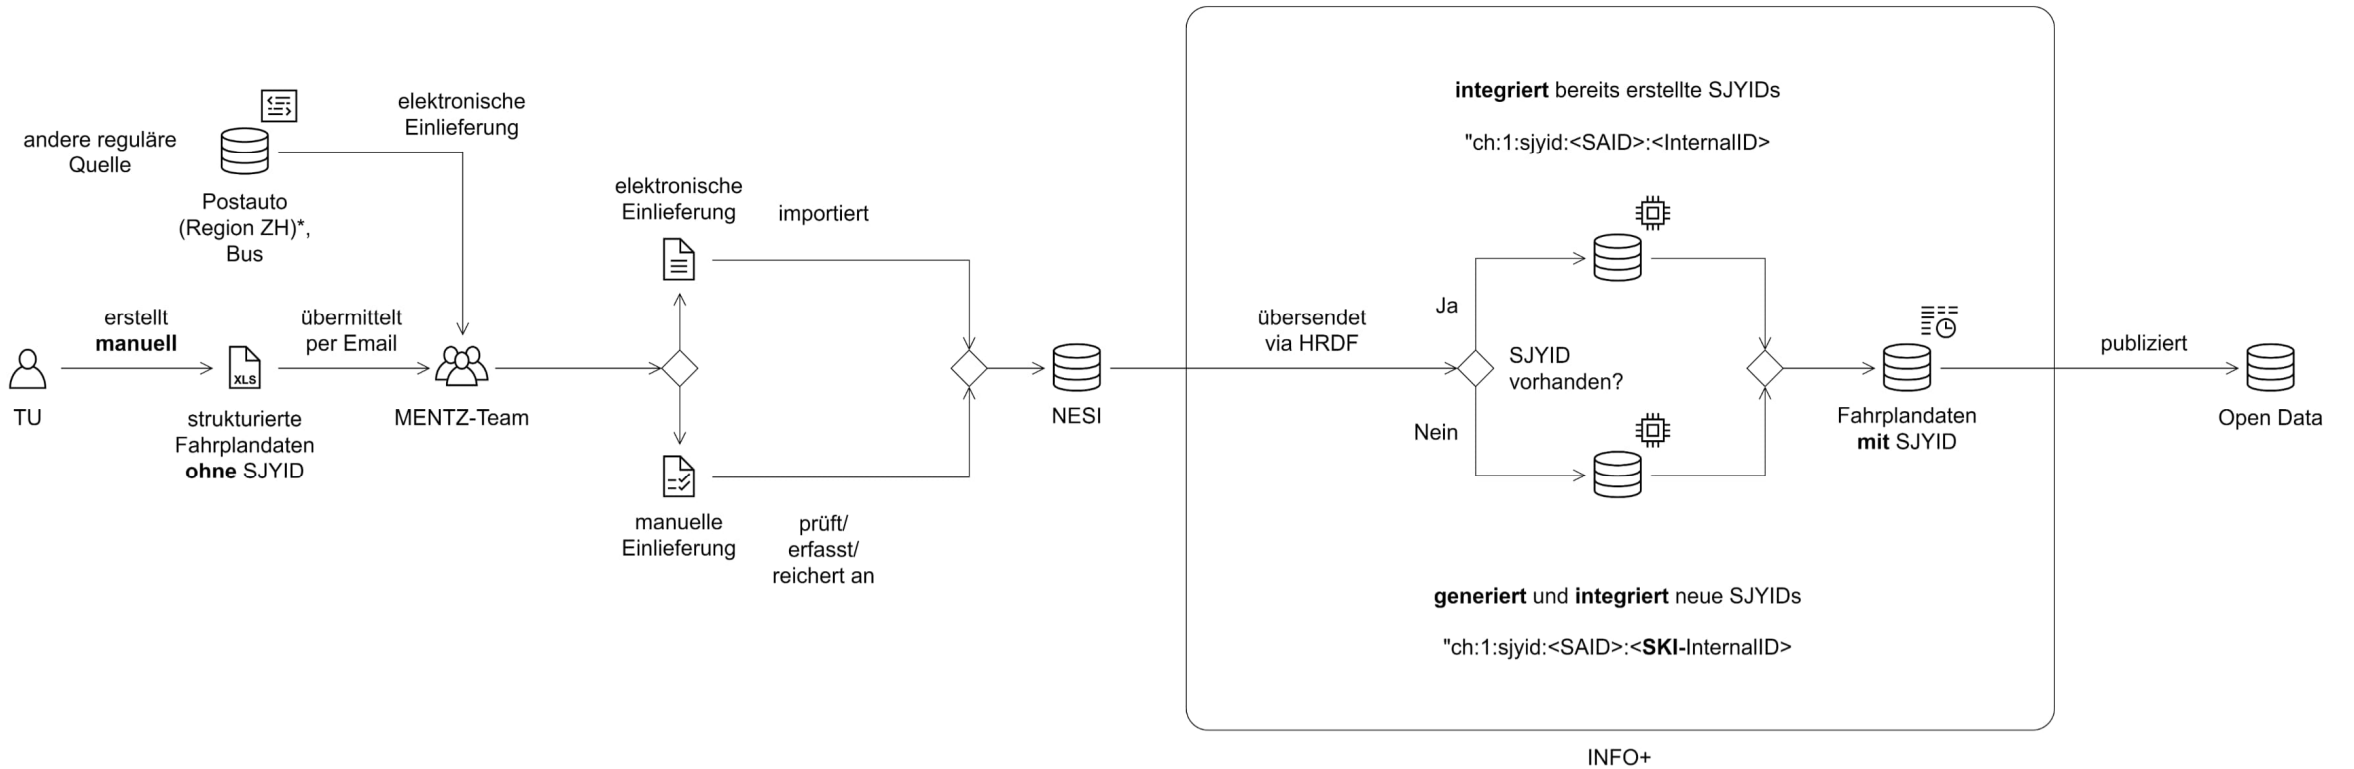 andere reguläre
Quelle
elektronische
Einlieferung
Postauto
(Region ZH)*,
Bus
TU
erstellt
manuell
XLS
strukturierte
Fahrplandaten
ohne SJYID
übermittelt
per Email
MENTZ-Team
elektronische
Einlieferung
importiert
manuelle
Einlieferung
prüft/
erfasst/
reichert an
NESI
übersendet
via HRDF
integriert bereits erstellte SJYIDs
"ch:1:sjyid:<SAID>:<InternalID>
Ja
SJYID
vorhanden?
Nein
generiert und integriert neue SJYIDs
"ch:1:sjyid:<SAID>:<SKI-InternalID>
Fahrplandaten
mit SJYID
INFO+
publiziert
Open Data